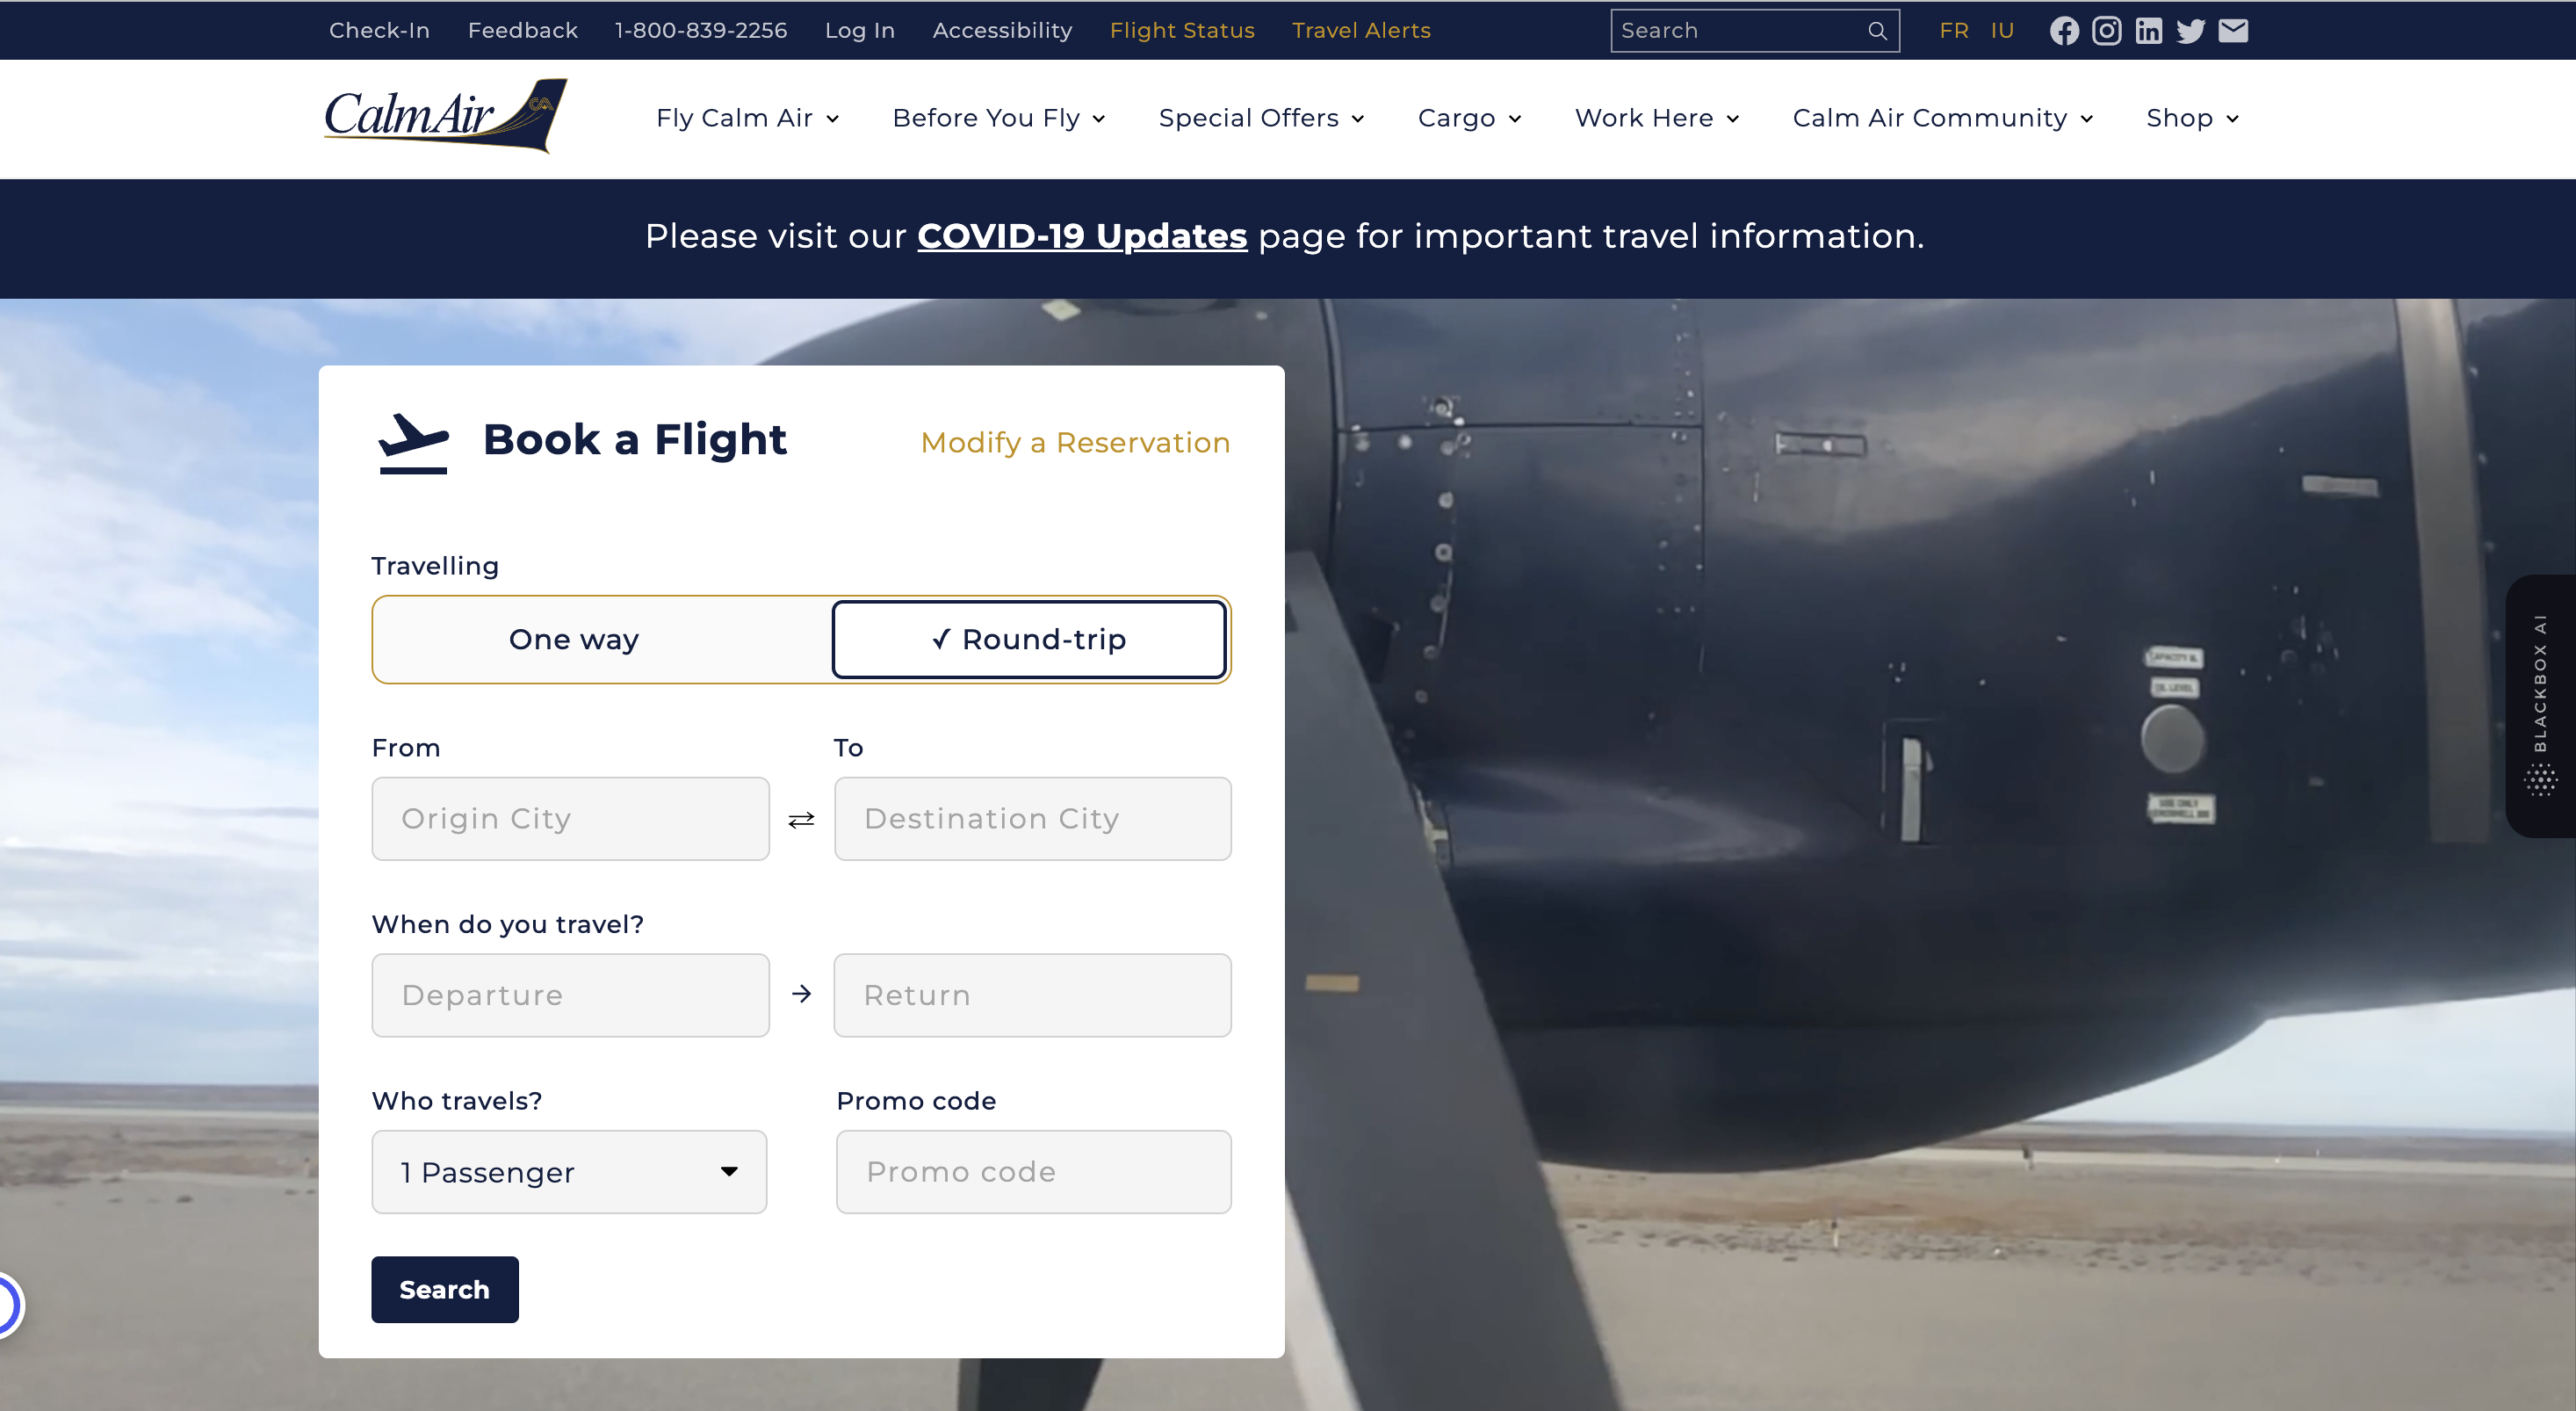 Check-In Feedback 1-800-839-2256 Log In Accessibility Flight Status Travel Alerts Search FR IU
CalmAir CA Fly Calm Air Before You Fly Special Offers Cargo Work Here Calm Air Community Shop
Please visit our COVID-19 Updates page for important travel information.
Book a Flight Modify a Reservation
Travelling
One way ✓ Round-trip
From To
Origin City Destination City
When do you travel?
Departure Return
Who travels? Promo code
1 Passenger Promo code
Search
OIL LEVEL
BLACKBOX AI